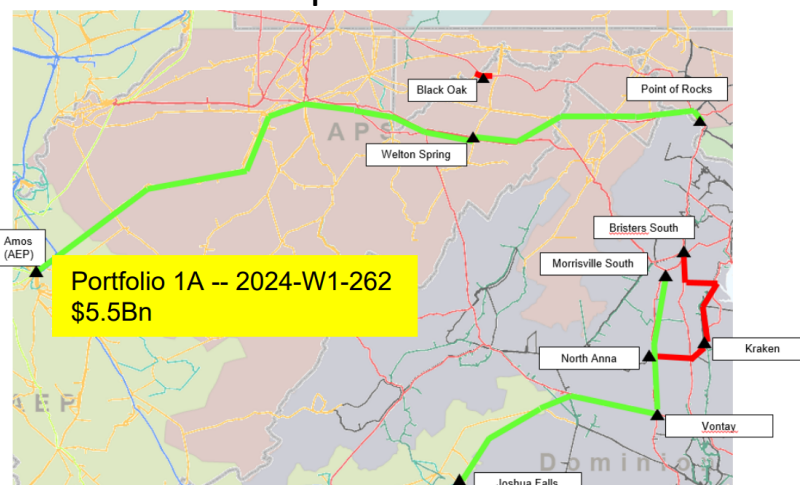 Black Oak
Point of Rocks
APS
Welton Spring
Bristers South
Amos
(AEP)
Morrisville South
Portfolio 1A -- 2024-W1-262
$5.5Bn
North Anna
Kraken
AEP
Vontay
Dominion
Joshua Falls